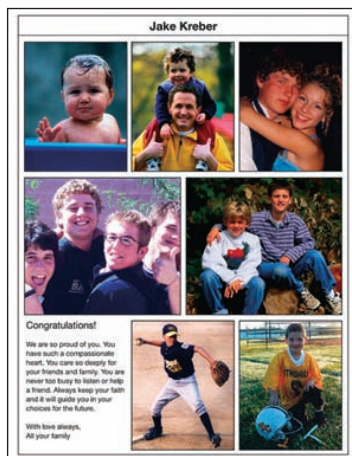 Jake Kreber
Congratulations!
We are so proud of you. You
have such a compassionate
heart. You care so deeply for
your friends and family. You are
never too busy to listen or help
a friend. Always keep your faith
and it will guide you in your
choices for the future.
With love always,
All your family